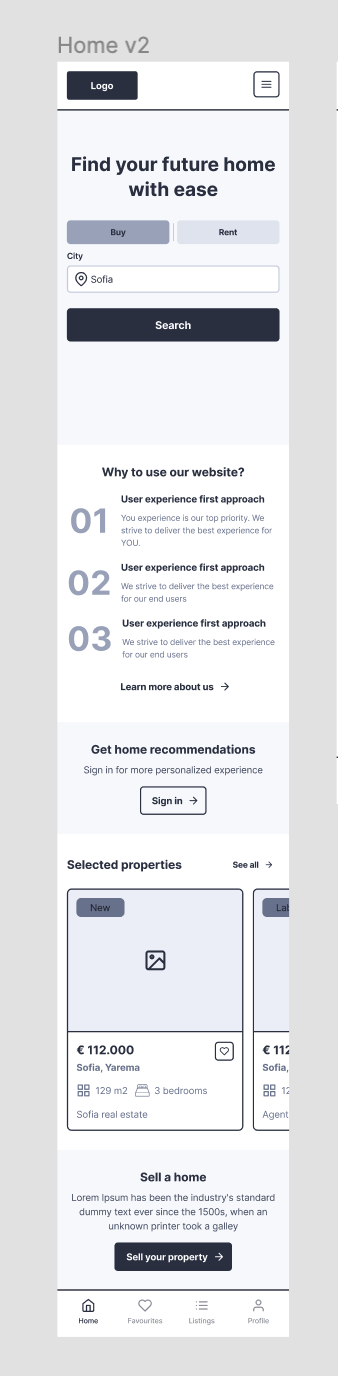 Home v2
Logo
Find your future home
with ease
Buy
Rent
City
Sofia
Search
Why to use our website?
01
User experience first approach
You experience is our top priority. We
strive to deliver the best experience for
YOU.
02
User experience first approach
We strive to deliver the best experience
for our end users
03
User experience first approach
We strive to deliver the best experience
for our end users
Learn more about us
Get home recommendations
Sign in for more personalized experience
Sign in
Selected properties
See all
New
€ 112.000
Sofia, Yarema
129 m2
3 bedrooms
Sofia real estate
Lab
€ 112
Sofia,
12
Agent
Sell a home
Lorem Ipsum has been the industry's standard
dummy text ever since the 1500s, when an
unknown printer took a galley
Sell your property
Home
Favourites
Listings
Profile